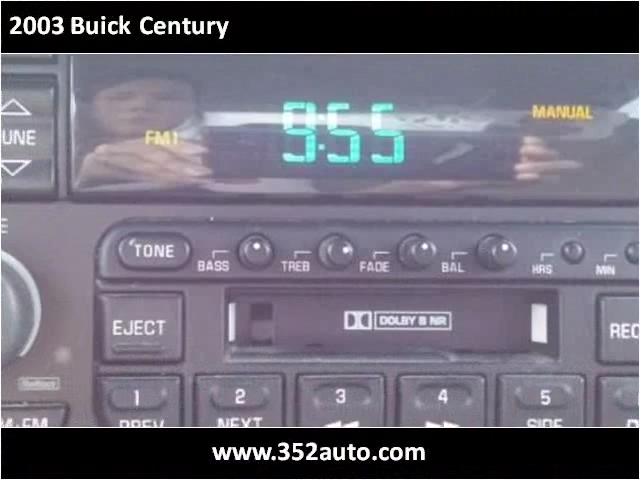 2003 Buick Century
MANUAL
FM1
9:55
UNE
TONE
BASS TREB FADE BAL HRS MIN
EJECT
DOLBY B NR
REC
1 2 3 4 5
PREV NEXT SIDE
www.352auto.com